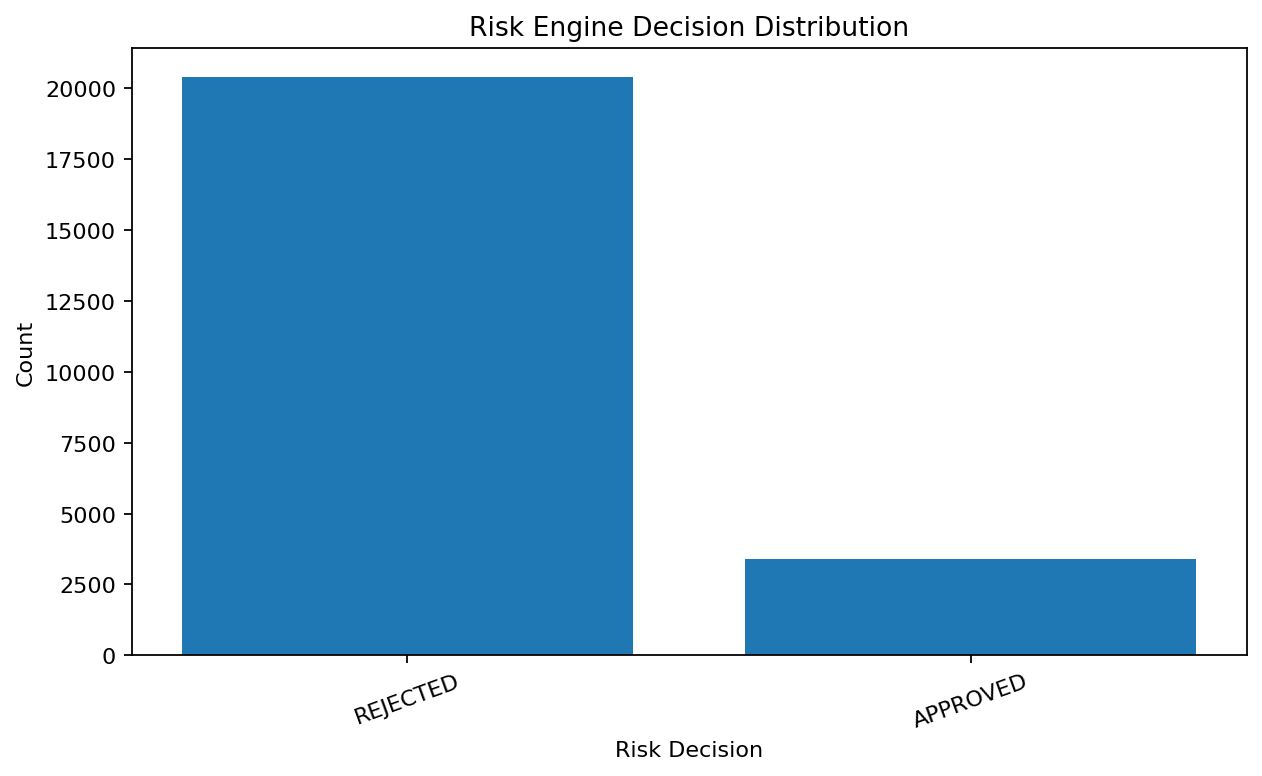 Risk Engine Decision Distribution
20000
17500
15000
12500
10000
7500
5000
2500
0
Count
REJECTED
APPROVED
Risk Decision